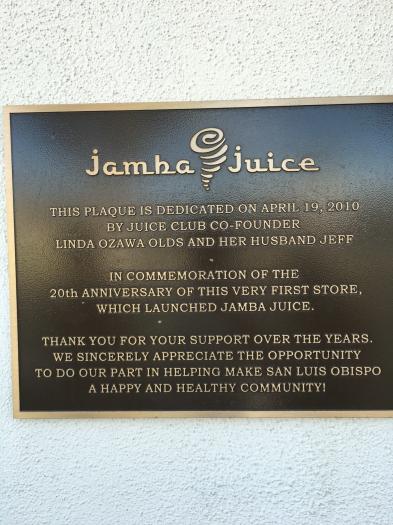 jamba juice
THIS PLAQUE IS DEDICATED ON APRIL 19, 2010
BY JUICE CLUB CO-FOUNDER
LINDA OZAWA OLDS AND HER HUSBAND JEFF
IN COMMEMORATION OF THE
20th ANNIVERSARY OF THIS VERY FIRST STORE,
WHICH LAUNCHED JAMBA JUICE.
THANK YOU FOR YOUR SUPPORT OVER THE YEARS.
WE SINCERELY APPRECIATE THE OPPORTUNITY
TO DO OUR PART IN HELPING MAKE SAN LUIS OBISPO
A HAPPY AND HEALTHY COMMUNITY!